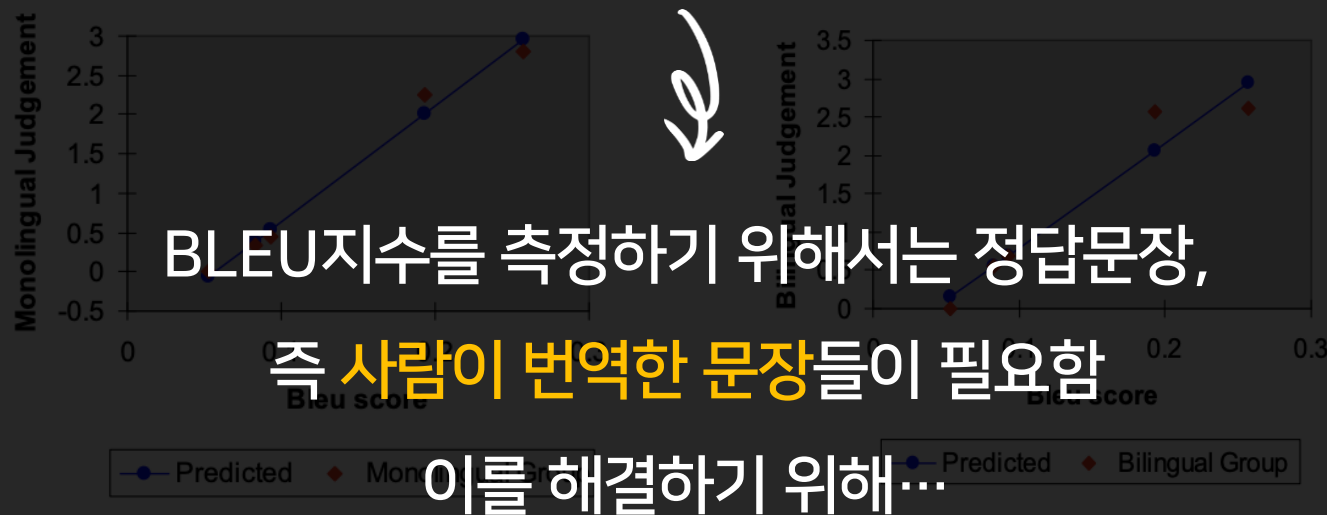 Monolingual Judgement
3
2.5
2
1.5
1
0.5
0
-0.5
0
0.3
Bleu score
Predicted
Bilingual Judgement
3.5
3
2.5
2
1.5
0
0.1
0.2
0.3
Bleu score
Predicted
Bilingual Group
BLEU지수를 측정하기 위해서는 정답문장,
즉 사람이 번역한 문장들이 필요함
이를 해결하기 위해…